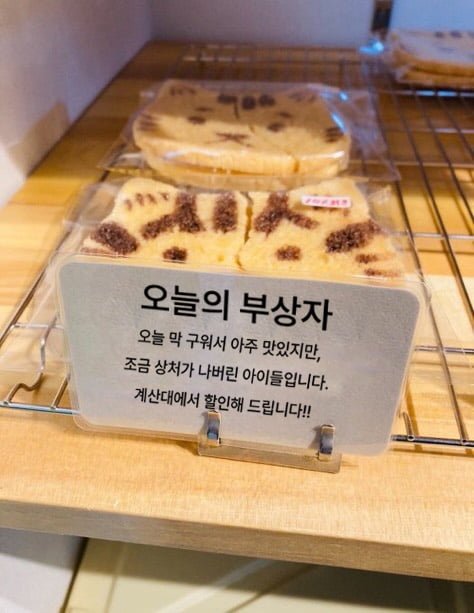 오늘의 부상자
오늘 막 구워서 아주 맛있지만,
조금 상처가 나버린 아이들입니다.
계산대에서 할인해 드립니다!!